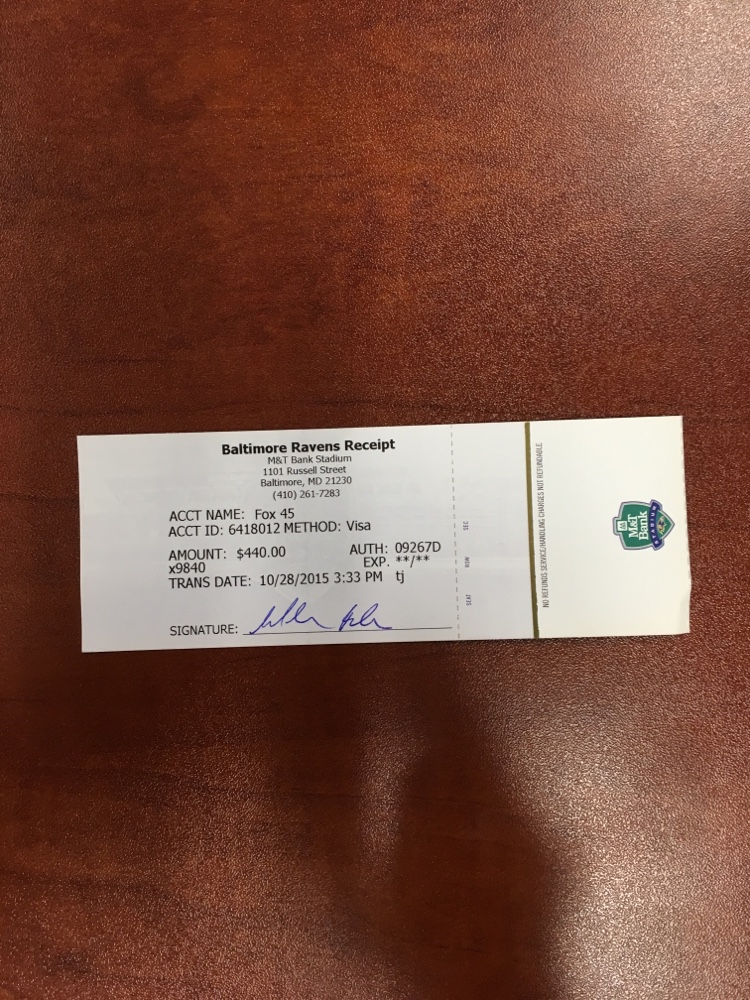 Baltimore Ravens Receipt
M&T Bank Stadium
1101 Russell Street
Baltimore, MD 21230
(410) 261-7283
ACCT NAME: Fox 45
ACCT ID: 6418012 METHOD: Visa
AMOUNT: $440.00 AUTH: 09267D
x9840 EXP. **/**
TRANS DATE: 10/28/2015 3:33 PM tj
SIGNATURE:
SEC
ROW
SEAT
NO REFUNDS SERVICE/HANDLING CHARGES NOT REFUNDABLE
M&T
Bank
STADIUM